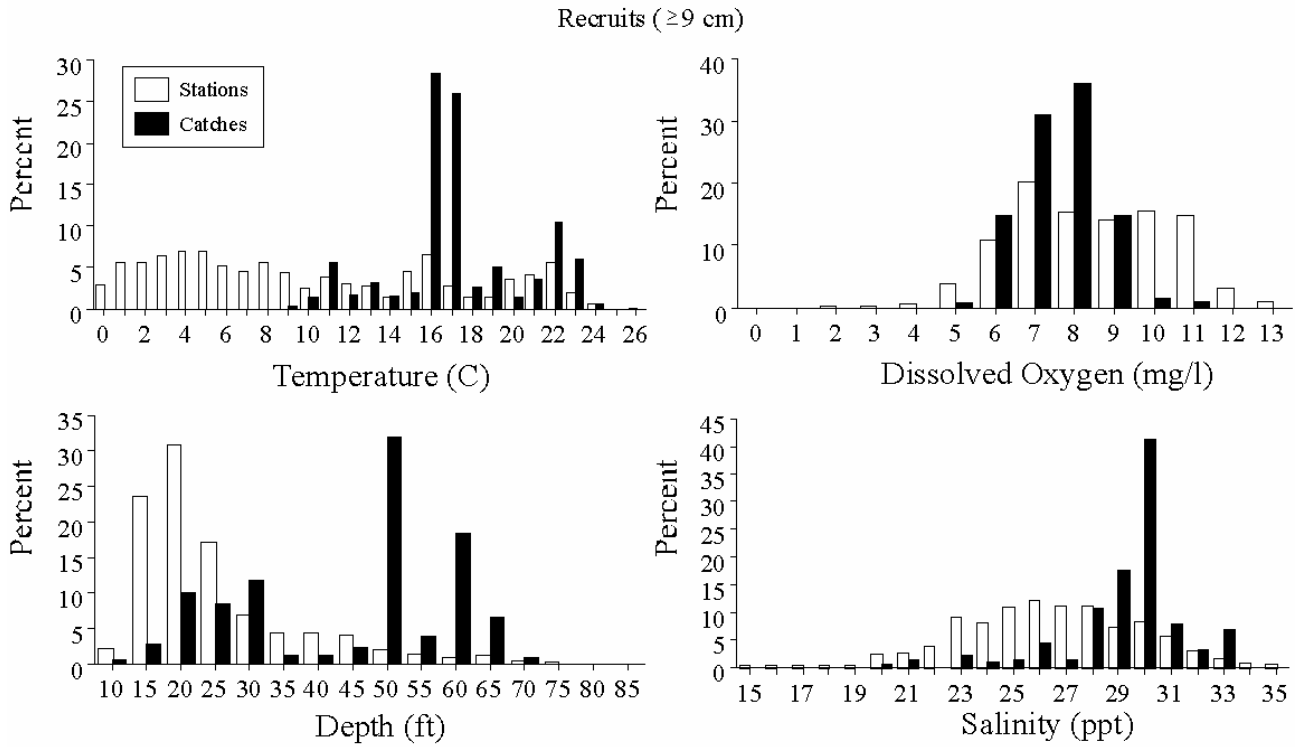 Recruits (≥9 cm)
30
25
20
15
10
5
0
Percent
Stations
Catches
0 2 4 6 8 10 12 14 16 18 20 22 24 26
Temperature (C)
40
30
20
10
0
Percent
0 1 2 3 4 5 6 7 8 9 10 11 12 13
Dissolved Oxygen (mg/l)
35
30
25
20
15
10
5
0
Percent
10 15 20 25 30 35 40 45 50 55 60 65 70 75 80 85
Depth (ft)
45
40
35
30
25
20
15
10
5
0
Percent
15 17 19 21 23 25 27 29 31 33 35
Salinity (ppt)